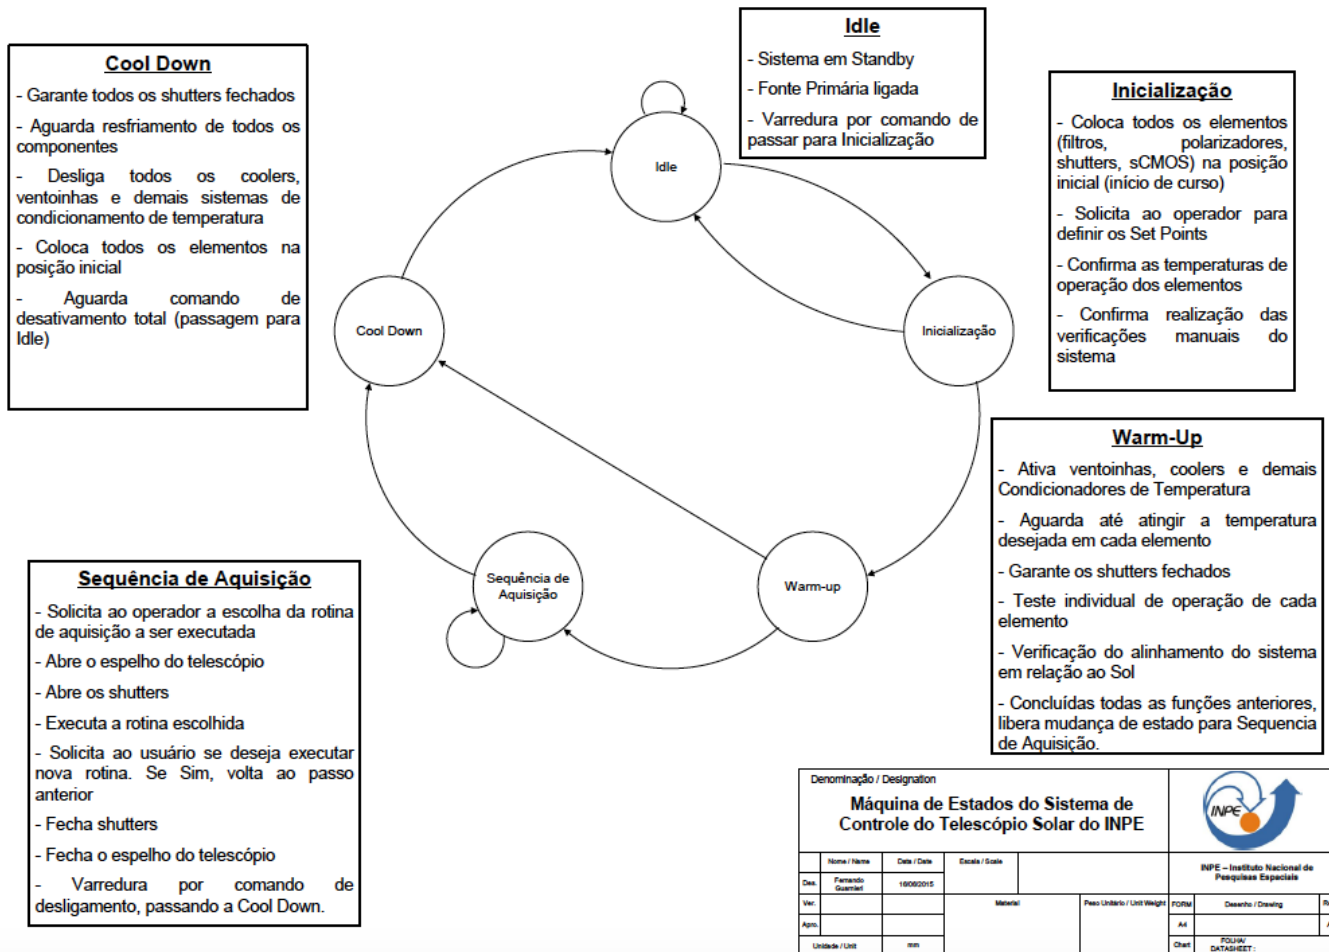 Idle
- Sistema em Standby
- Fonte Primária ligada
- Varredura por comando de
passar para Inicialização
Cool Down
- Garante todos os shutters fechados
- Aguarda resfriamento de todos os
componentes
- Desliga todos os coolers,
ventoinhas e demais sistemas de
condicionamento de temperatura
- Coloca todos os elementos na
posição inicial
- Aguarda comando de
desativamento total (passagem para
Idle)
Inicialização
- Coloca todos os elementos
(filtros, polarizadores,
shutters, sCMOS) na posição
inicial (início de curso)
- Solicita ao operador para
definir os Set Points
- Confirma as temperaturas de
operação dos elementos
- Confirma realização das
verificações manuais do
sistema
Idle
Cool Down
Inicialização
Sequência de
Aquisição
Warm-up
Warm-Up
- Ativa ventoinhas, coolers e demais
Condicionadores de Temperatura
- Aguarda até atingir a temperatura
desejada em cada elemento
- Garante os shutters fechados
- Teste individual de operação de cada
elemento
- Verificação do alinhamento do sistema
em relação ao Sol
- Concluídas todas as funções anteriores,
libera mudança de estado para Sequencia
de Aquisição.
Sequência de Aquisição
- Solicita ao operador a escolha da rotina
de aquisição a ser executada
- Abre o espelho do telescópio
- Abre os shutters
- Executa a rotina escolhida
- Solicita ao usuário se deseja executar
nova rotina. Se Sim, volta ao passo
anterior
- Fecha shutters
- Fecha o espelho do telescópio
- Varredura por comando de
desligamento, passando a Cool Down.
Denominação / Designation
Máquina de Estados do Sistema de
Controle do Telescópio Solar do INPE
INPE
INPE – Instituto Nacional de
Pesquisas Espaciais
Nome / Name
Data / Date
Escala / Scale
Des.
Fernando
Guarnieri
16/06/2015
Ver.
Material
Peso Unitário / Unit Weight
FORM
Desenho / Drawing
Apro.
A4
Unidade / Unit
mm
Chart
FOLHA/
DATASHEET :